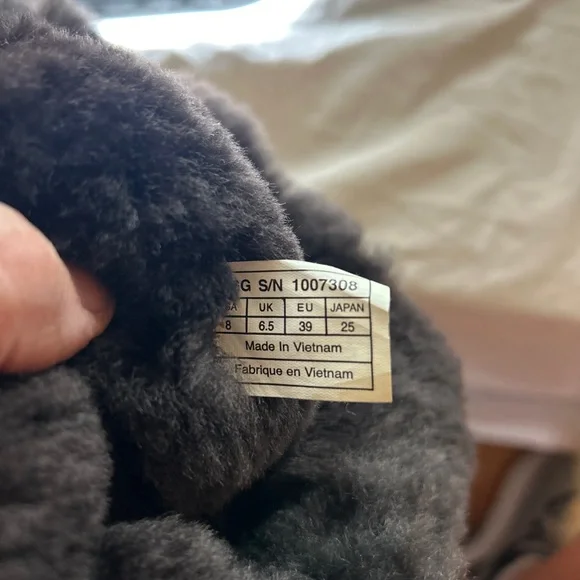 G S/N 1007308
A UK EU JAPAN
8 6.5 39 25
Made In Vietnam
Fabrique en Vietnam